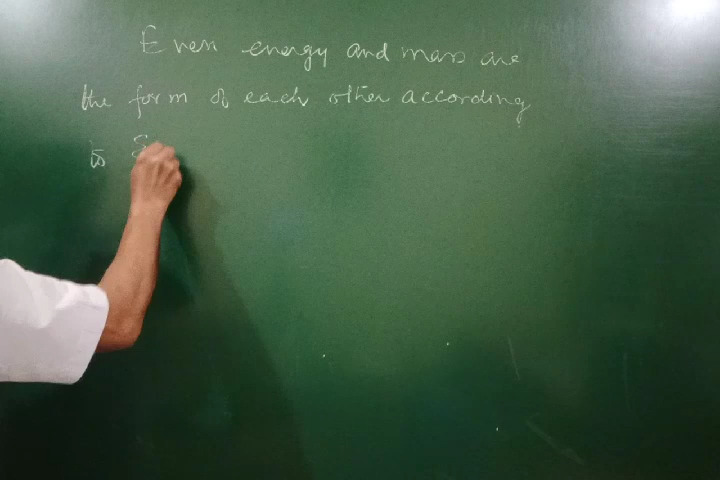 Even energy and mass are
the form of each other according
to S